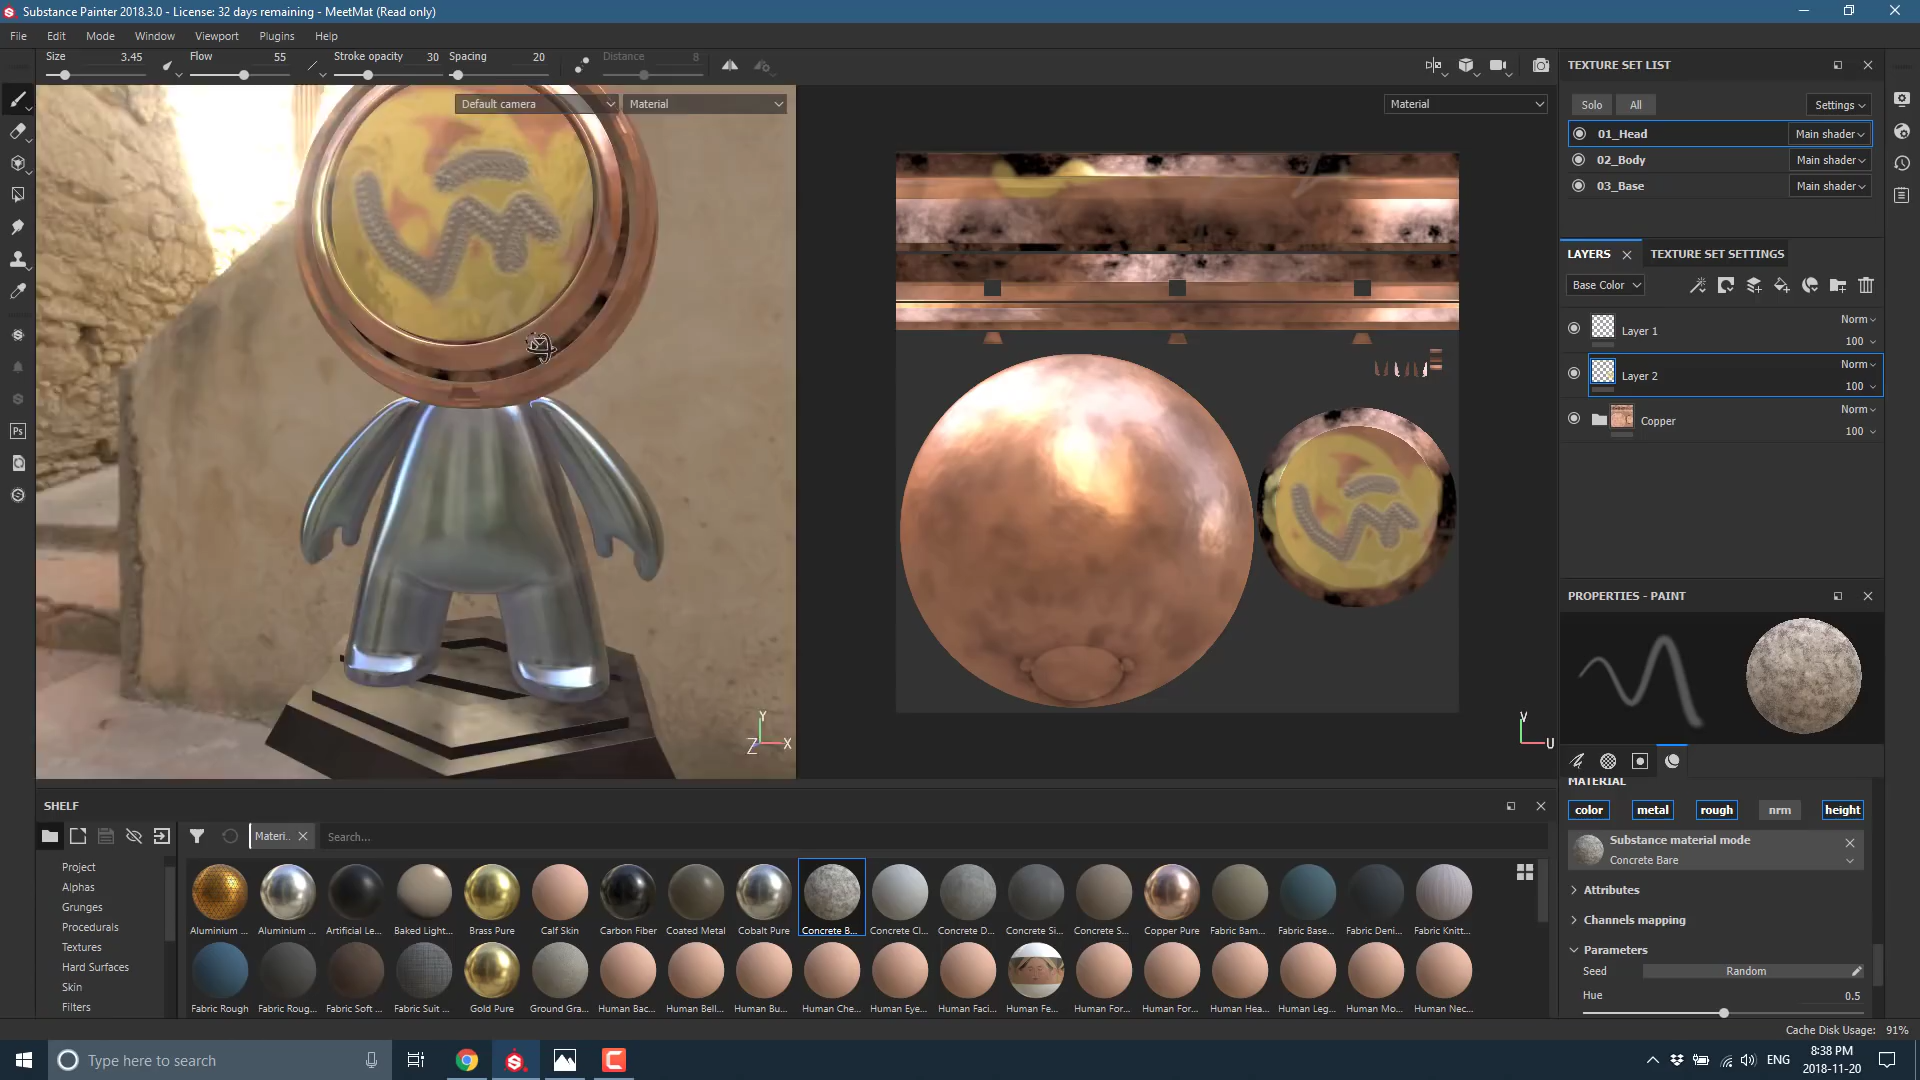 Substance Painter 2018.3.0 - License: 32 days remaining - MeetMat (Read only)
File Edit Mode Window Viewport Plugins Help
Size 3.45 Flow 55 Stroke opacity 30 Spacing 20 Distance 8
Default camera Material Material
TEXTURE SET LIST
Solo All Settings
01_Head Main shader
02_Body Main shader
03_Base Main shader
LAYERS TEXTURE SET SETTINGS
Base Color
Layer 1 Norm 100
Layer 2 Norm 100
Copper Norm 100
PROPERTIES - PAINT
MATERIAL
color metal rough nrm height
Substance material mode
Concrete Bare
Attributes
Channels mapping
Parameters
Seed Random
Hue 0.5
Ps
Y
Z X
V
U
SHELF
Materi.. Search...
Project
Alphas
Grunges
Procedurals
Textures
Hard Surfaces
Skin
Filters
Aluminium ... Aluminium ... Artificial Le... Baked Light... Brass Pure Calf Skin Carbon Fiber Coated Metal Cobalt Pure Concrete B... Concrete Cl... Concrete D... Concrete Si... Concrete S... Copper Pure Fabric Bam... Fabric Base... Fabric Deni... Fabric Knitt...
Fabric Rough Fabric Roug... Fabric Soft ... Fabric Suit ... Gold Pure Ground Gra... Human Bac... Human Bell... Human Bu... Human Che... Human Eye... Human Faci... Human Fe... Human For... Human For... Human Hea... Human Leg... Human Mo... Human Nec...
Cache Disk Usage: 91%
Type here to search
ENG 8:38 PM
2018-11-20